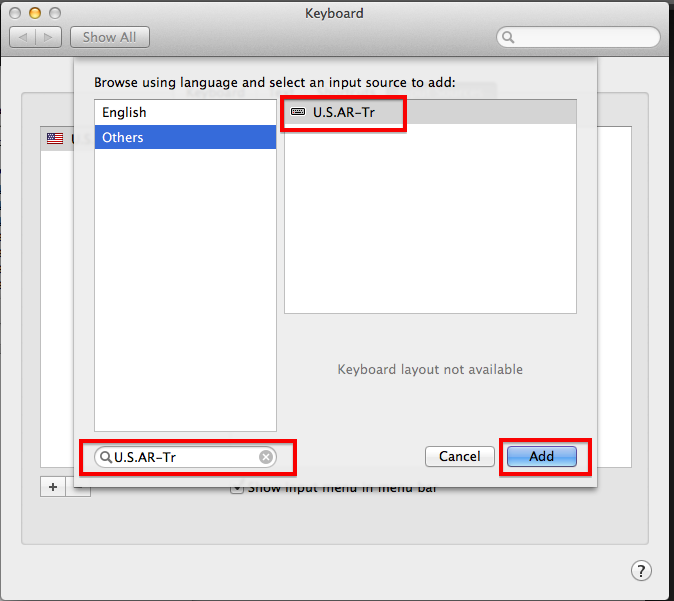 Keyboard
Show All
Browse using language and select an input source to add:
English
Others
U.S.AR-Tr
Keyboard layout not available
U.S.AR-Tr
Cancel
Add
Show input menu in menu bar
?